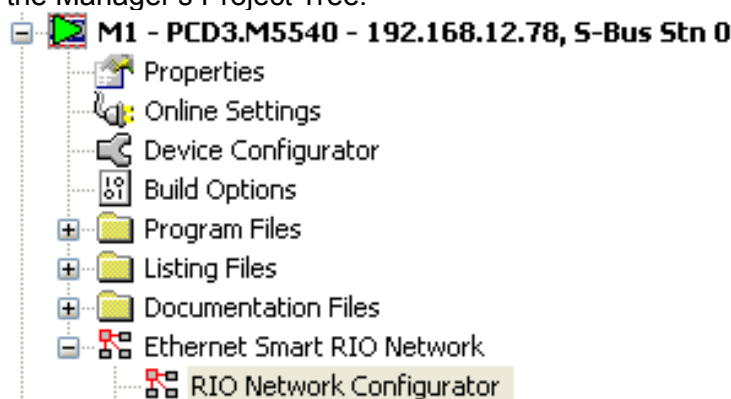 the Manager's Project Tree.
M1 - PCD3.M5540 - 192.168.12.78, S-Bus Stn 0
Properties
Online Settings
Device Configurator
Build Options
Program Files
Listing Files
Documentation Files
Ethernet Smart RIO Network
RIO Network Configurator